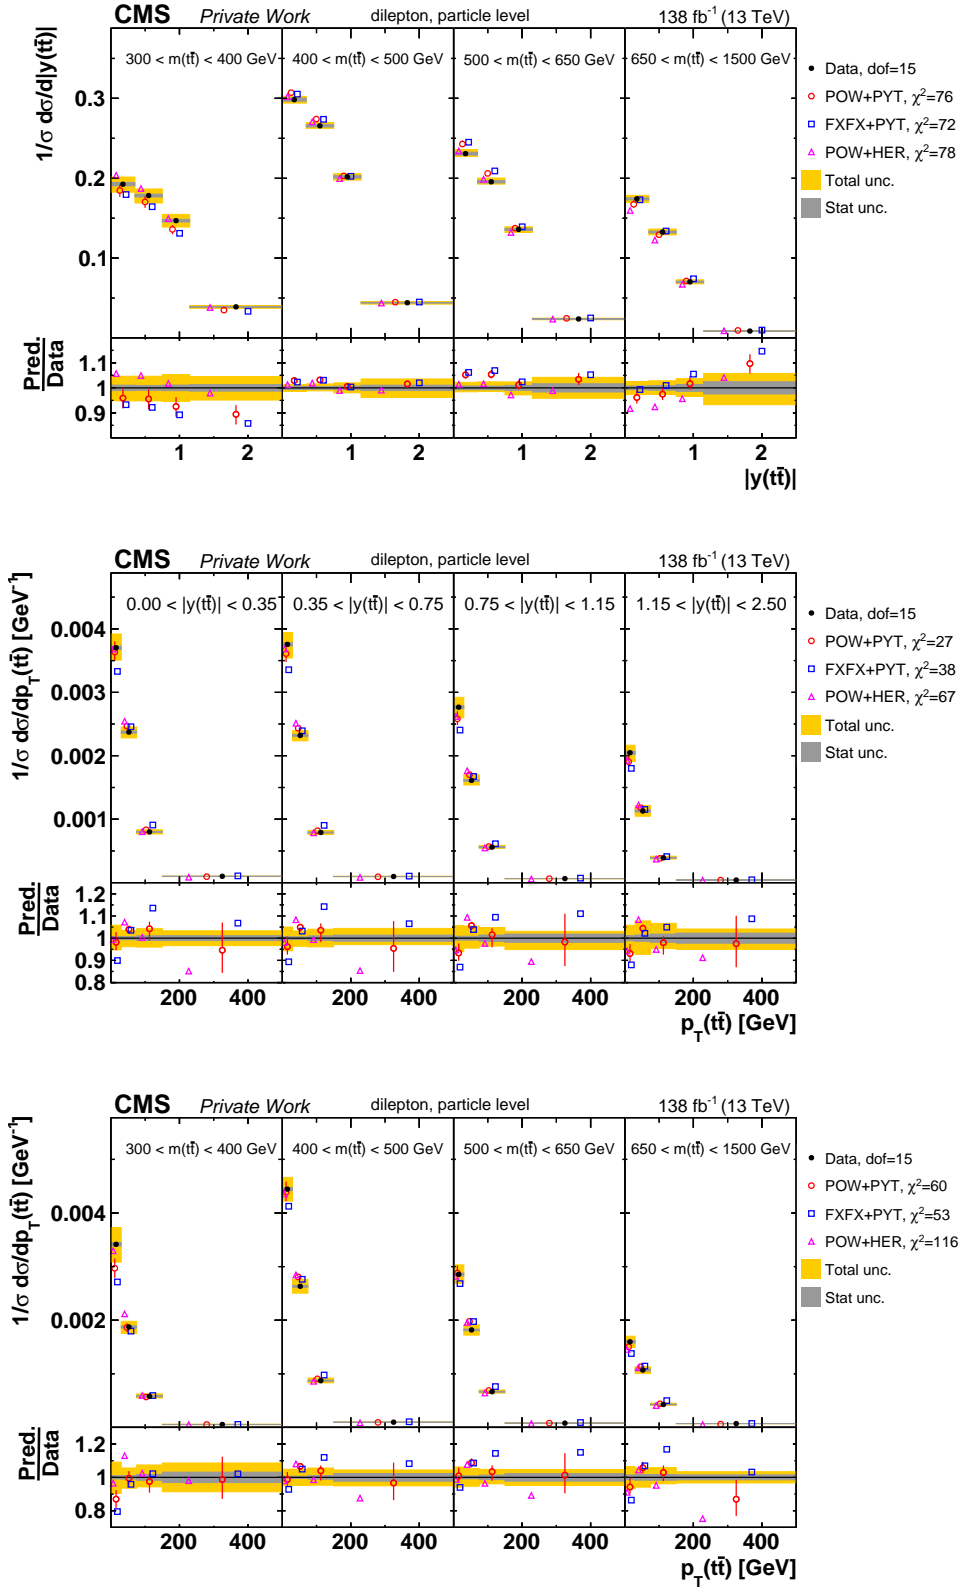 CMS Private Work dilepton, particle level 138 fb⁻¹ (13 TeV)
1/σ dσ/d|y(tt̄)|
300 < m(tt̄) < 400 GeV 400 < m(tt̄) < 500 GeV 500 < m(tt̄) < 650 GeV 650 < m(tt̄) < 1500 GeV
Data, dof=15
POW+PYT, χ²=76
FXFX+PYT, χ²=72
POW+HER, χ²=78
Total unc.
Stat unc.
0.3
0.2
0.1
Pred.
Data
1.1
1
0.9
1 2 1 2 1 2 1 2
|y(tt̄)|
CMS Private Work dilepton, particle level 138 fb⁻¹ (13 TeV)
1/σ dσ/dp_T(tt̄) [GeV⁻¹]
0.00 < |y(tt̄)| < 0.35 0.35 < |y(tt̄)| < 0.75 0.75 < |y(tt̄)| < 1.15 1.15 < |y(tt̄)| < 2.50
Data, dof=15
POW+PYT, χ²=27
FXFX+PYT, χ²=38
POW+HER, χ²=67
Total unc.
Stat unc.
0.004
0.003
0.002
0.001
Pred.
Data
1.2
1.1
1
0.9
0.8
200 400 200 400 200 400 200 400
p_T(tt̄) [GeV]
CMS Private Work dilepton, particle level 138 fb⁻¹ (13 TeV)
1/σ dσ/dp_T(tt̄) [GeV⁻¹]
300 < m(tt̄) < 400 GeV 400 < m(tt̄) < 500 GeV 500 < m(tt̄) < 650 GeV 650 < m(tt̄) < 1500 GeV
Data, dof=15
POW+PYT, χ²=60
FXFX+PYT, χ²=53
POW+HER, χ²=116
Total unc.
Stat unc.
0.004
0.002
Pred.
Data
1.2
1
0.8
200 400 200 400 200 400 200 400
p_T(tt̄) [GeV]